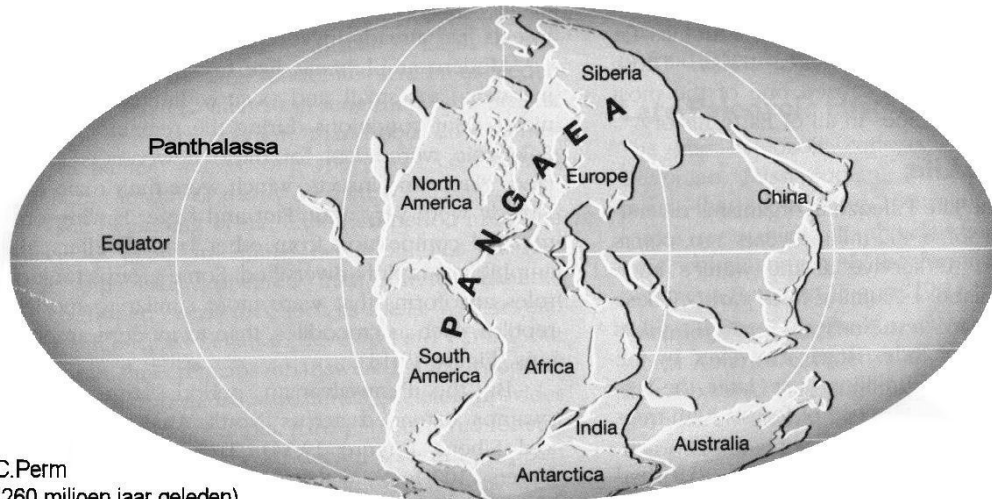 Siberia
Panthalassa
North
America
Europe
China
Equator
PANGAEA
South
America
Africa
India
Australia
Antarctica
C.Perm
260 miljoen jaar geleden)